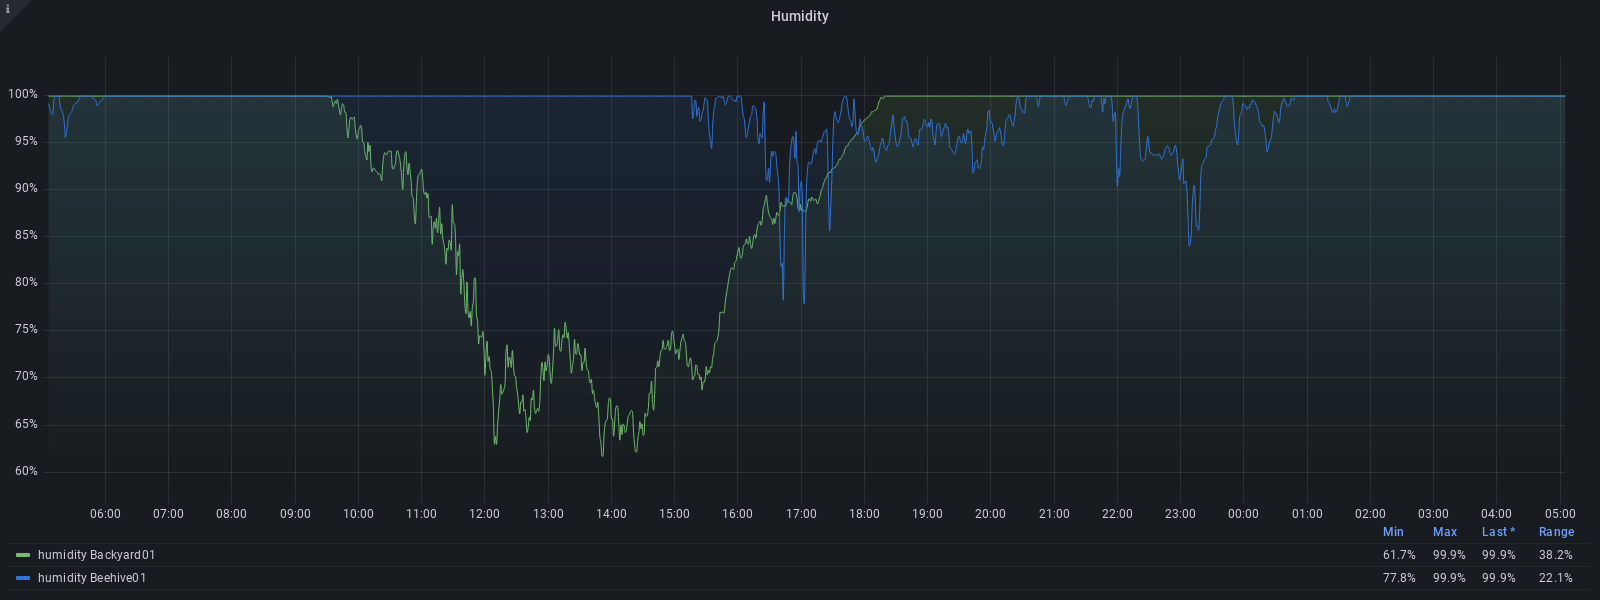 i
Humidity
100%
95%
90%
85%
80%
75%
70%
65%
60%
06:00 07:00 08:00 09:00 10:00 11:00 12:00 13:00 14:00 15:00 16:00 17:00 18:00 19:00 20:00 21:00 22:00 23:00 00:00 01:00 02:00 03:00 04:00 05:00
Min Max Last * Range
humidity Backyard01 61.7% 99.9% 99.9% 38.2%
humidity Beehive01 77.8% 99.9% 99.9% 22.1%